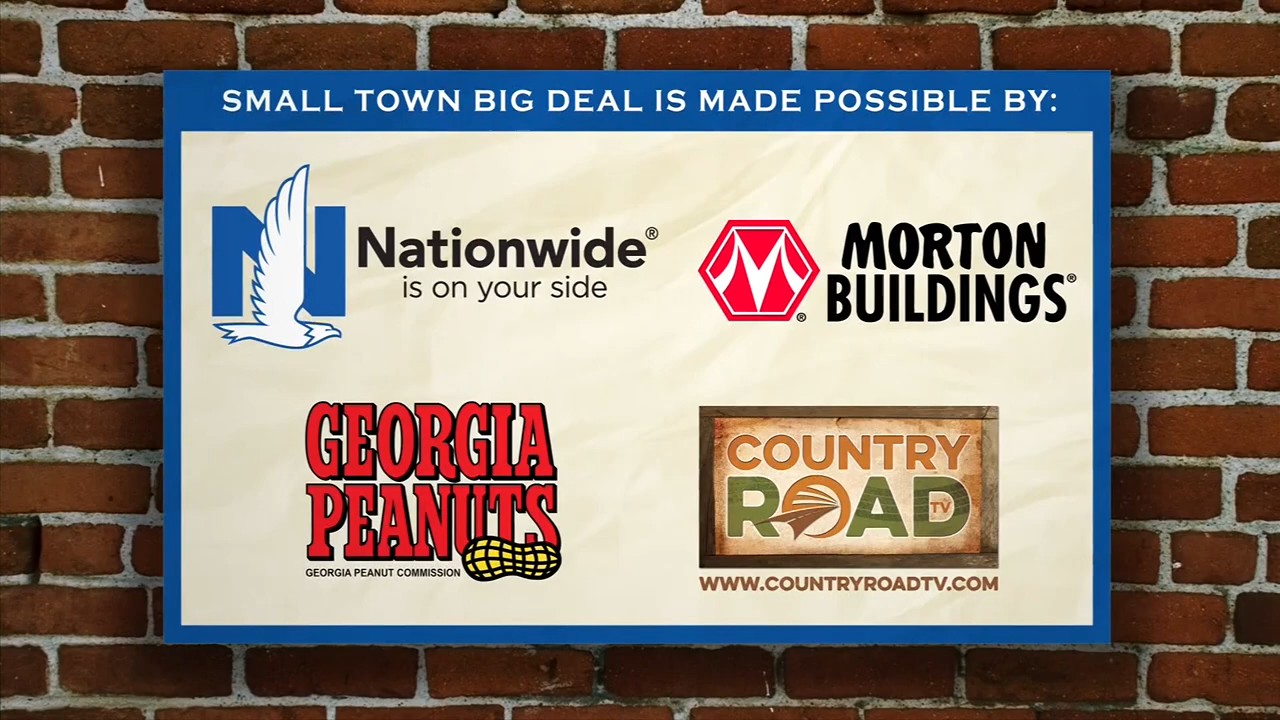 SMALL TOWN BIG DEAL IS MADE POSSIBLE BY:
N
Nationwide®
is on your side
MORTON
BUILDINGS®
®
GEORGIA
PEANUTS
GEORGIA PEANUT COMMISSION
COUNTRY
ROAD
TV
WWW.COUNTRYROADTV.COM